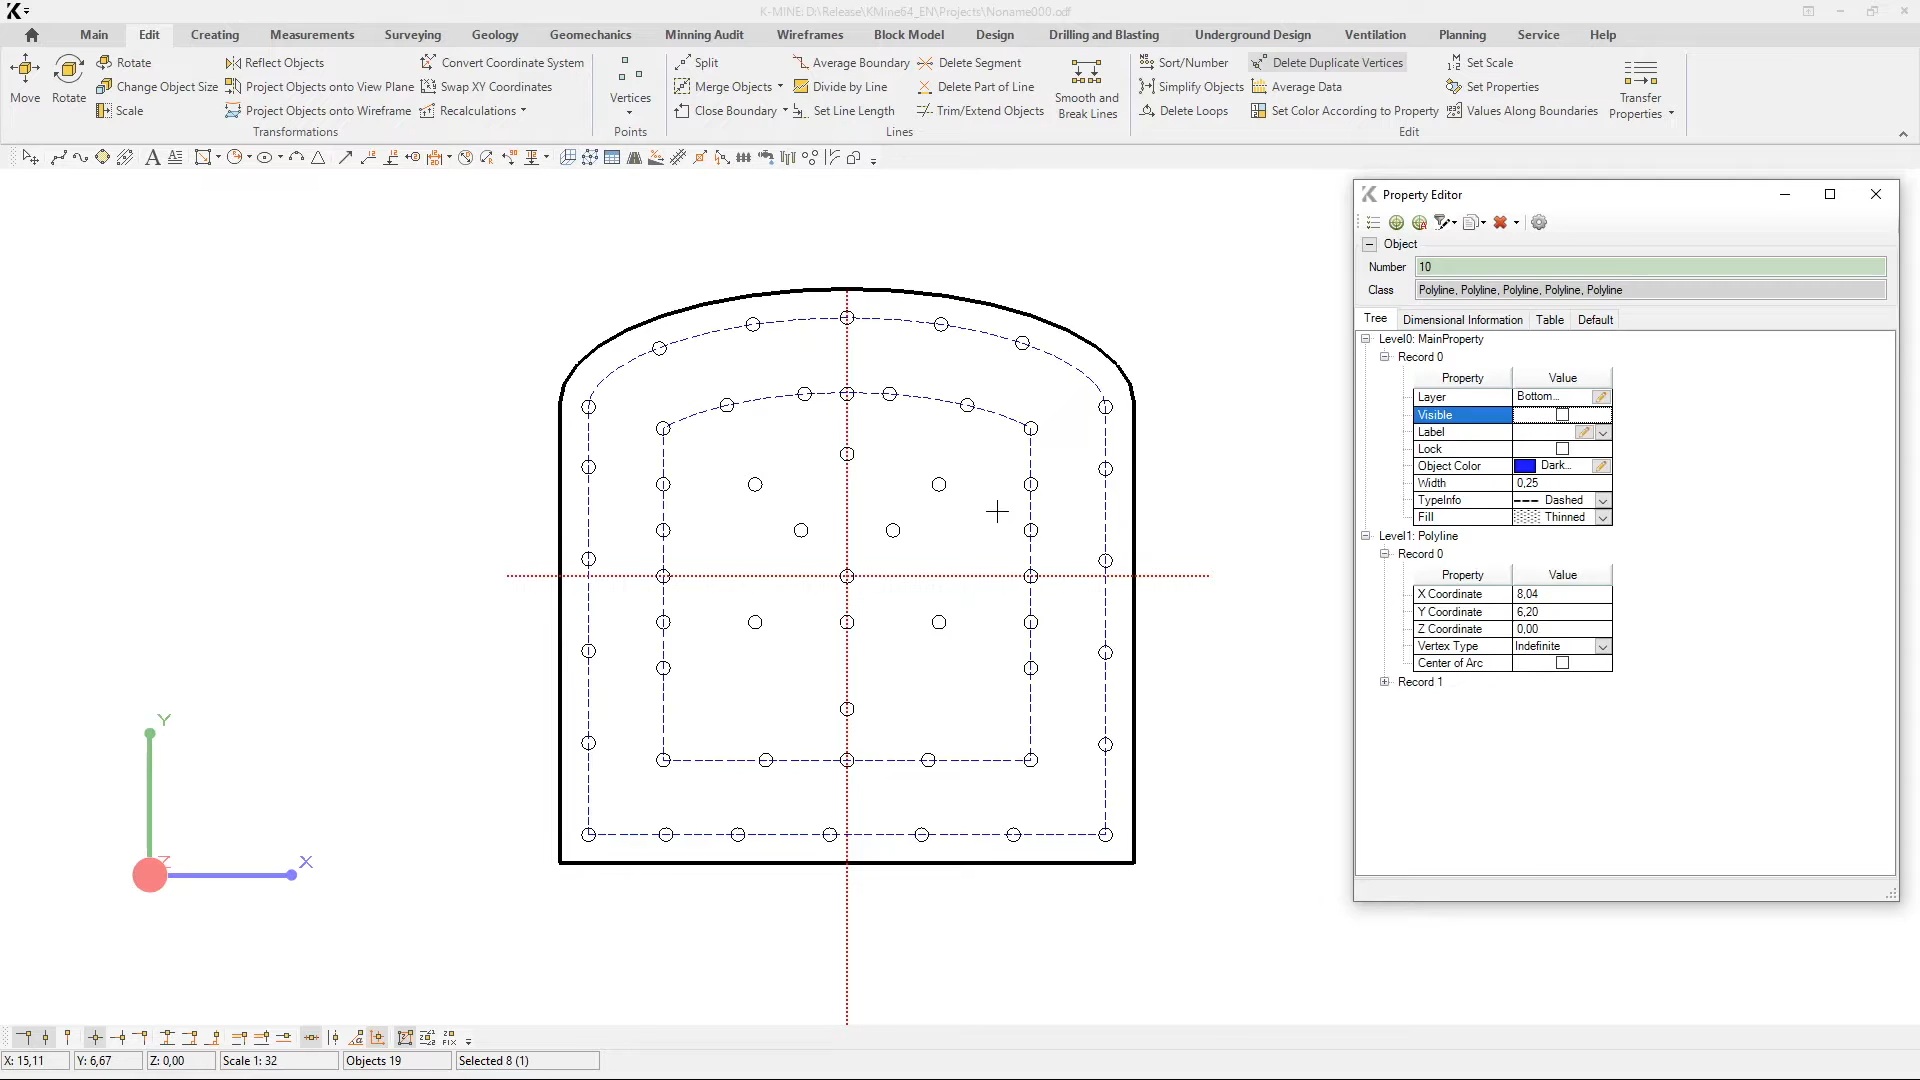 K-MINE: D:\Release\KMine64_EN\Projects\Noname000.odf
Main Edit Creating Measurements Surveying Geology Geomechanics Minning Audit Wireframes Block Model Design Drilling and Blasting Underground Design Ventilation Planning Service Help
Move
Rotate
Rotate
Change Object Size
Scale
Reflect Objects
Project Objects onto View Plane
Project Objects onto Wireframe
Convert Coordinate System
Swap XY Coordinates
Recalculations
Transformations
Vertices
Points
Split
Merge Objects
Close Boundary
Average Boundary
Divide by Line
Set Line Length
Delete Segment
Delete Part of Line
Trim/Extend Objects
Smooth and
Break Lines
Lines
Sort/Number
Simplify Objects
Delete Loops
Delete Duplicate Vertices
Average Data
Set Color According to Property
Set Scale
Set Properties
Values Along Boundaries
Transfer
Properties
Edit
Property Editor
Object
Number 10
Class Polyline, Polyline, Polyline, Polyline, Polyline
Tree Dimensional Information Table Default
Level0: MainProperty
Record 0
Property Value
Layer Bottom...
Visible
Label
Lock
Object Color Dark...
Width 0,25
TypeInfo Dashed
Fill Thinned
Level1: Polyline
Record 0
Property Value
X Coordinate 8,04
Y Coordinate 6,20
Z Coordinate 0,00
Vertex Type Indefinite
Center of Arc
Record 1
Y
Z
X
X: 15,11 Y: 6,67 Z: 0,00 Scale 1: 32 Objects 19 Selected 8 (1)